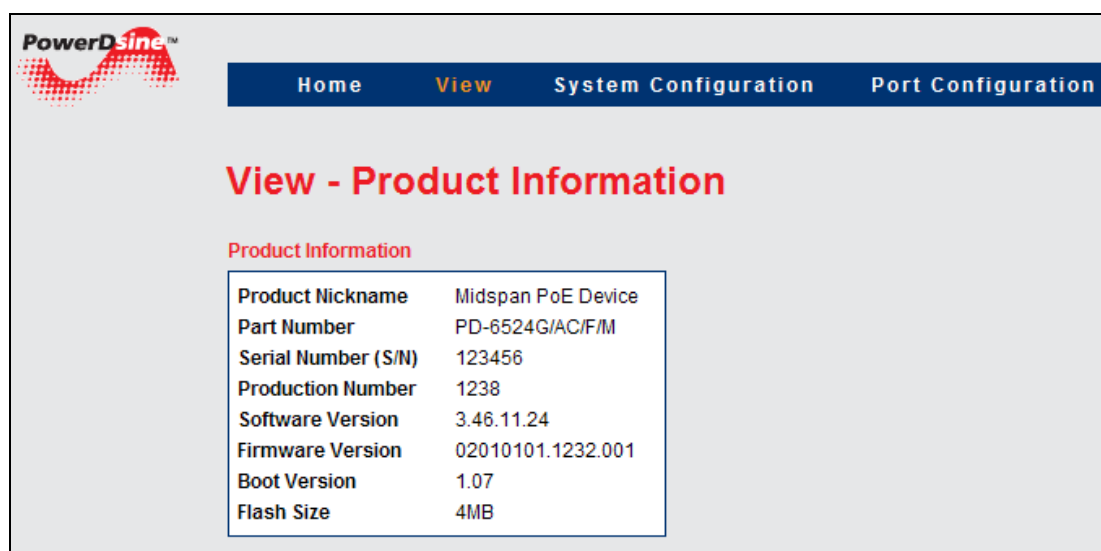 PowerDsine™
Home View System Configuration Port Configuration
View - Product Information
Product Information
Product Nickname Midspan PoE Device
Part Number PD-6524G/AC/F/M
Serial Number (S/N) 123456
Production Number 1238
Software Version 3.46.11.24
Firmware Version 02010101.1232.001
Boot Version 1.07
Flash Size 4MB